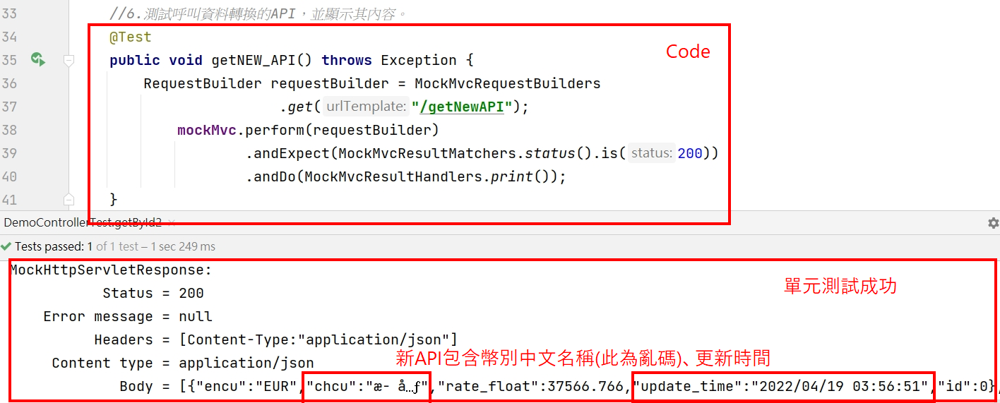 33 //6.測試呼叫資料轉換的API，並顯示其內容。
34 @Test
35 public void getNEW_API() throws Exception {
Code
36 RequestBuilder requestBuilder = MockMvcRequestBuilders
37 .get( urlTemplate: "/getNewAPI");
38 mockMvc.perform(requestBuilder)
39 .andExpect(MockMvcResultMatchers.status().is( status: 200))
40 .andDo(MockMvcResultHandlers.print());
41 }
DemoControllerTest.getById2 ×
Tests passed: 1 of 1 test – 1 sec 249 ms
MockHttpServletResponse:
單元測試成功
Status = 200
Error message = null
Headers = [Content-Type:"application/json"]
新API包含幣別中文名稱(此為亂碼)、更新時間
Content type = application/json
Body = [{"encu":"EUR","chcu":"æ- å…ƒ","rate_float":37566.766,"update_time":"2022/04/19 03:56:51","id":0},